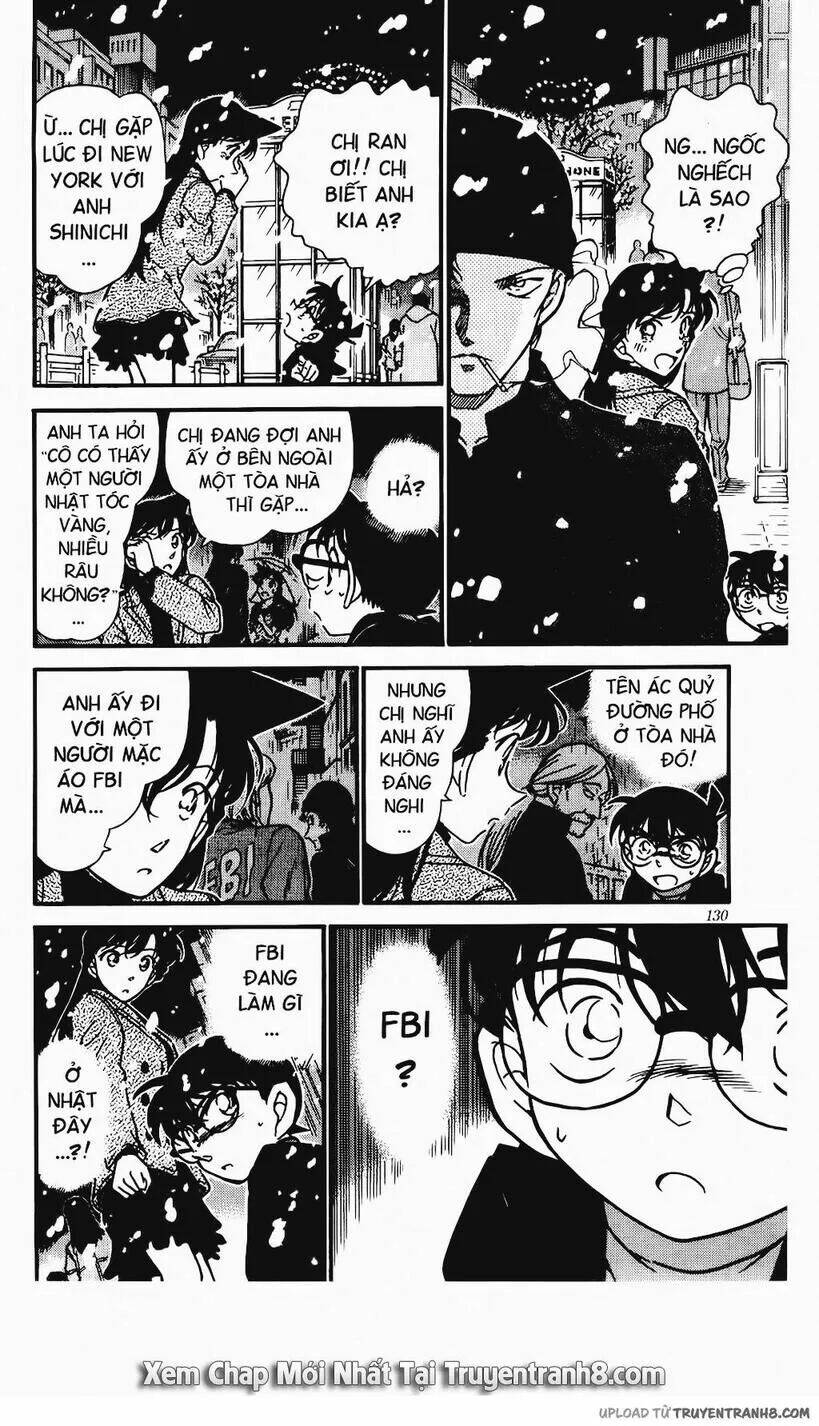 NG... NGỐC
NGHẾCH
LÀ SAO
?!
CHỊ RAN
ƠI!! CHỊ
BIẾT ANH
KIA Ạ?
Ừ... CHỊ GẶP
LÚC ĐI NEW
YORK VỚI
ANH
SHINICHI
...
HONE
HẢ?
CHỊ ĐANG ĐỢI ANH
ẤY Ở BÊN NGOÀI
MỘT TÒA NHÀ
THÌ GẶP...
ANH TA HỎI
"CÔ CÓ THẤY
MỘT NGƯỜI
NHẬT TÓC
VÀNG,
NHIỀU
RÂU
KHÔNG?"
...
TÊN ÁC QUỶ
ĐƯỜNG PHỐ
Ở TÒA NHÀ
ĐÓ!
NHƯNG
CHỊ NGHĨ
ANH ẤY
KHÔNG
ĐÁNG
NGHI
...
ANH ẤY ĐI
VỚI MỘT
NGƯỜI MẶC
ÁO FBI
MÀ...
FBI
130
FBI
?
FBI
ĐANG
LÀM GÌ
...
Ở
NHẬT
ĐÂY
...?!
Xem Chap Mới Nhất Tại Truyentranh8.com
UPLOAD TỪ TRUYENTRANH8.COM